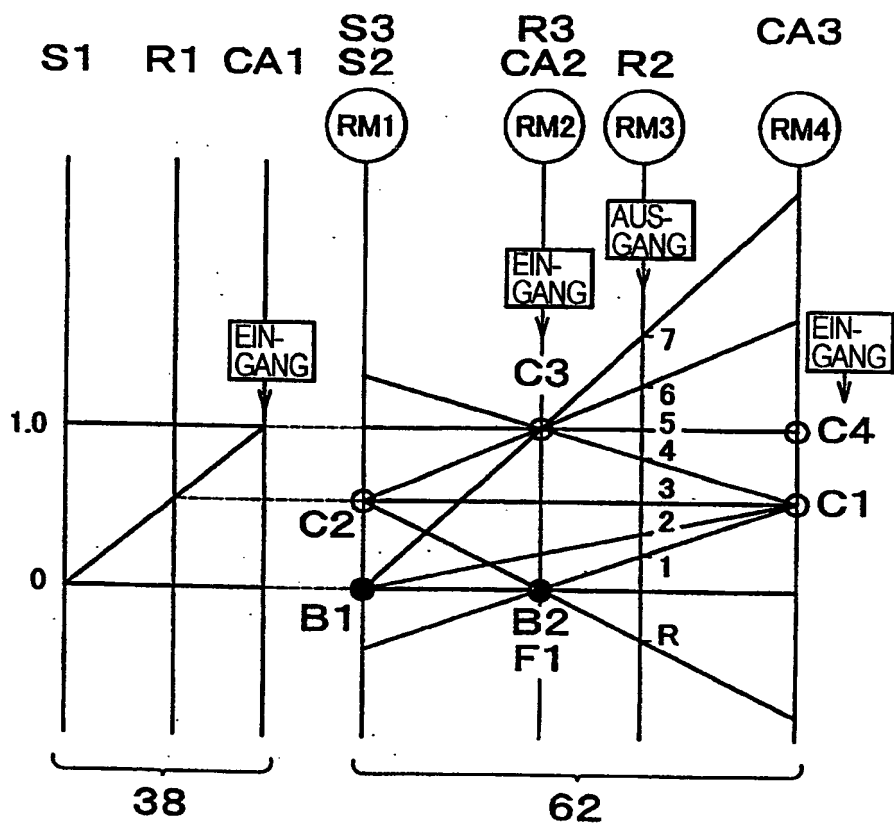 S3 R3 CA3
S1 R1 CA1 S2 CA2 R2
RM1 RM2 RM3 RM4
AUS-
GANG
EIN-
GANG
EIN-
GANG
EIN-
GANG
7
6
C3
1.0
5
C4
4
3
C1
C2
2
1
0
B1
B2
F1
R
38
62